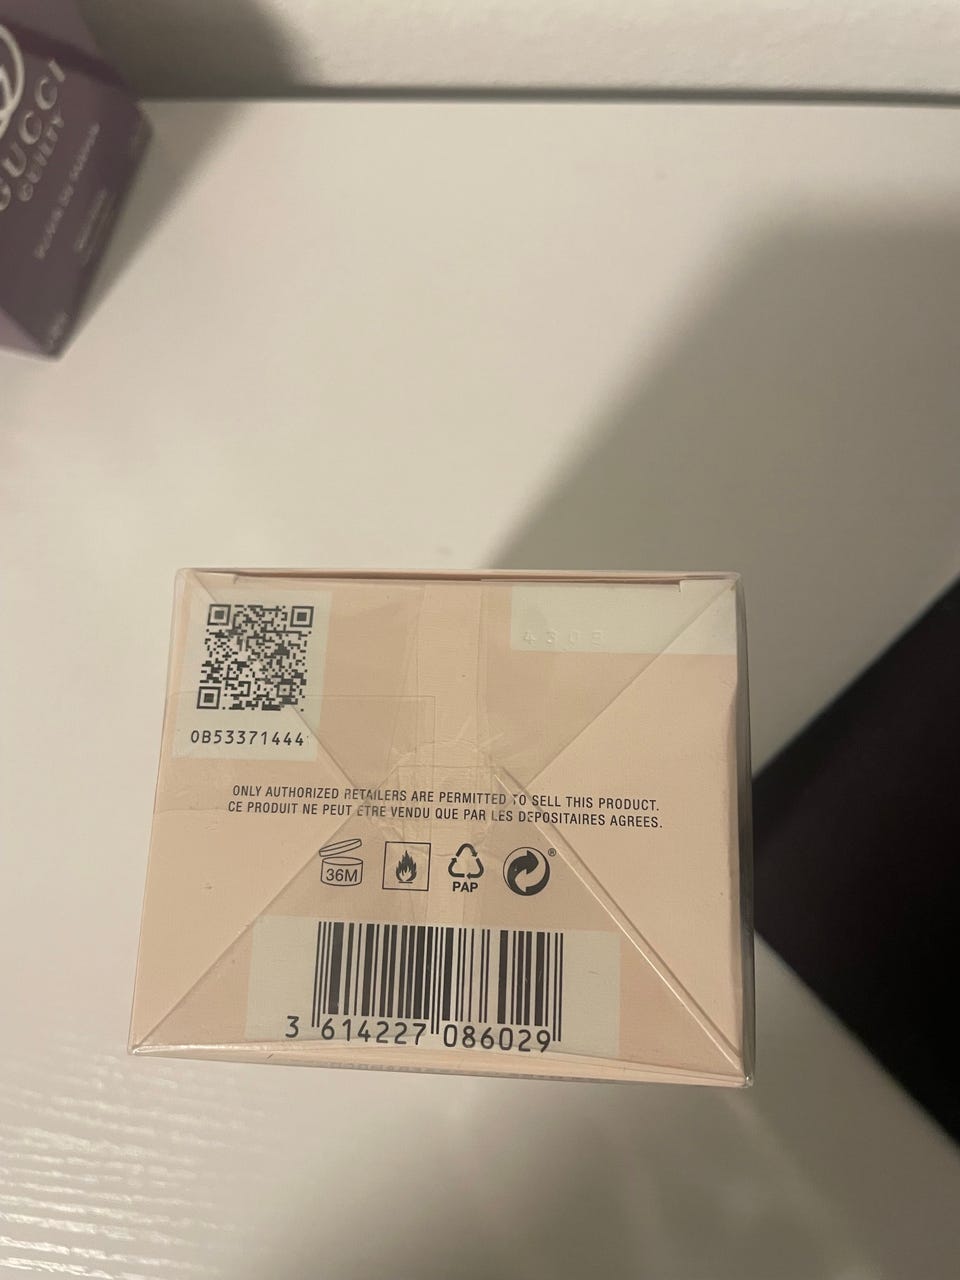 GUCCI
GUILTY
0B53371444
ONLY AUTHORIZED RETAILERS ARE PERMITTED TO SELL THIS PRODUCT.
CE PRODUIT NE PEUT ÊTRE VENDU QUE PAR LES DEPOSITAIRES AGREES.
36M
PAP
®
3 614227 086029